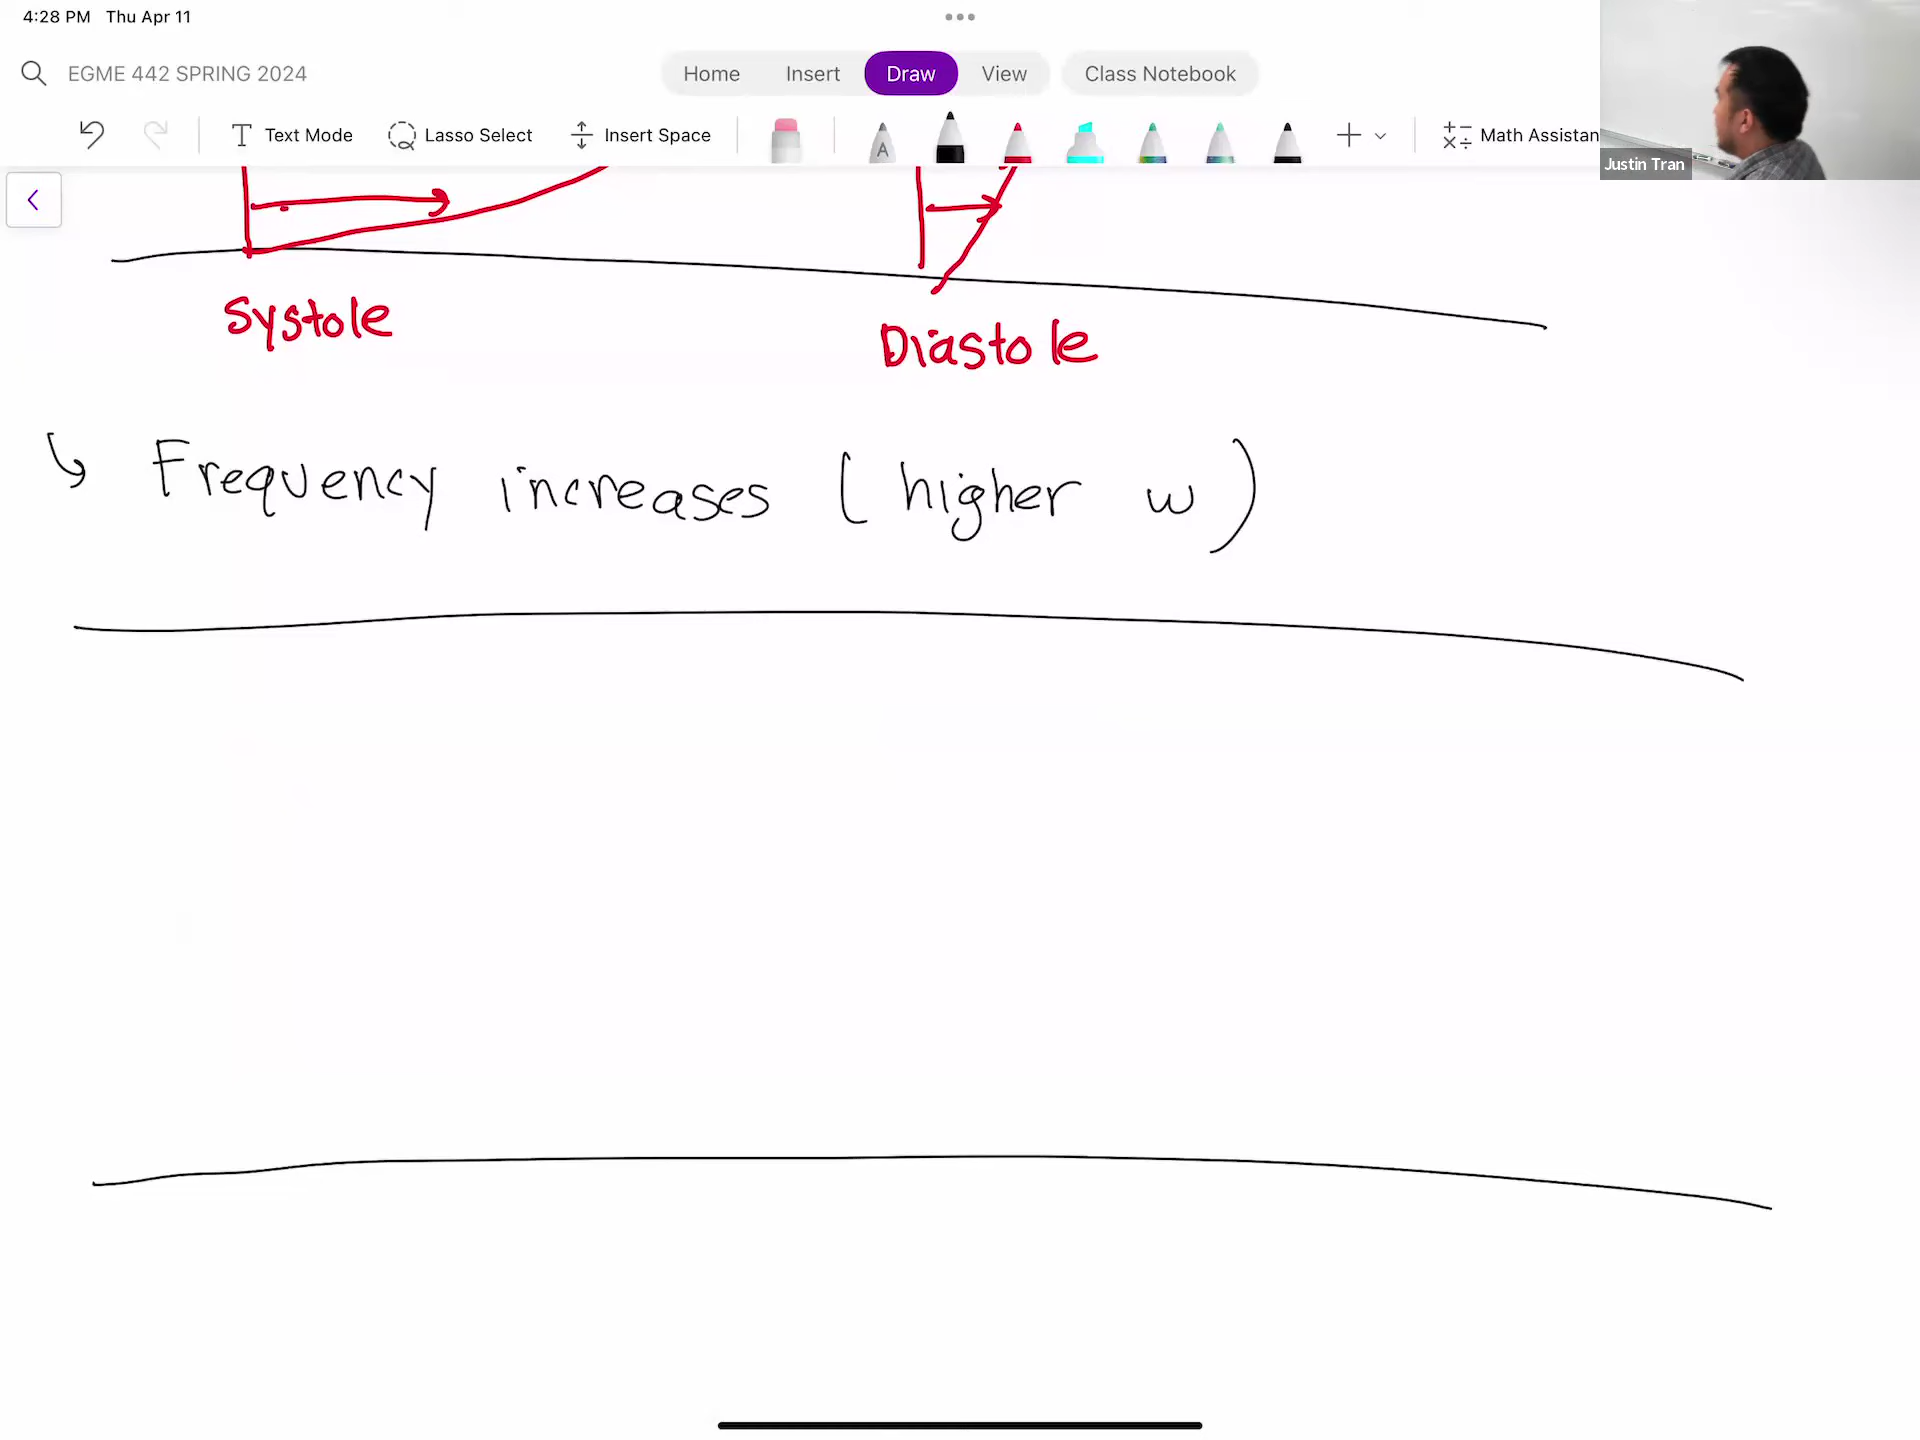 4:28 PM Thu Apr 11
EGME 442 SPRING 2024
Home Insert Draw View Class Notebook
Text Mode Lasso Select Insert Space A Math Assistan
Justin Tran
Systole
Diastole
Frequency increases (higher w)